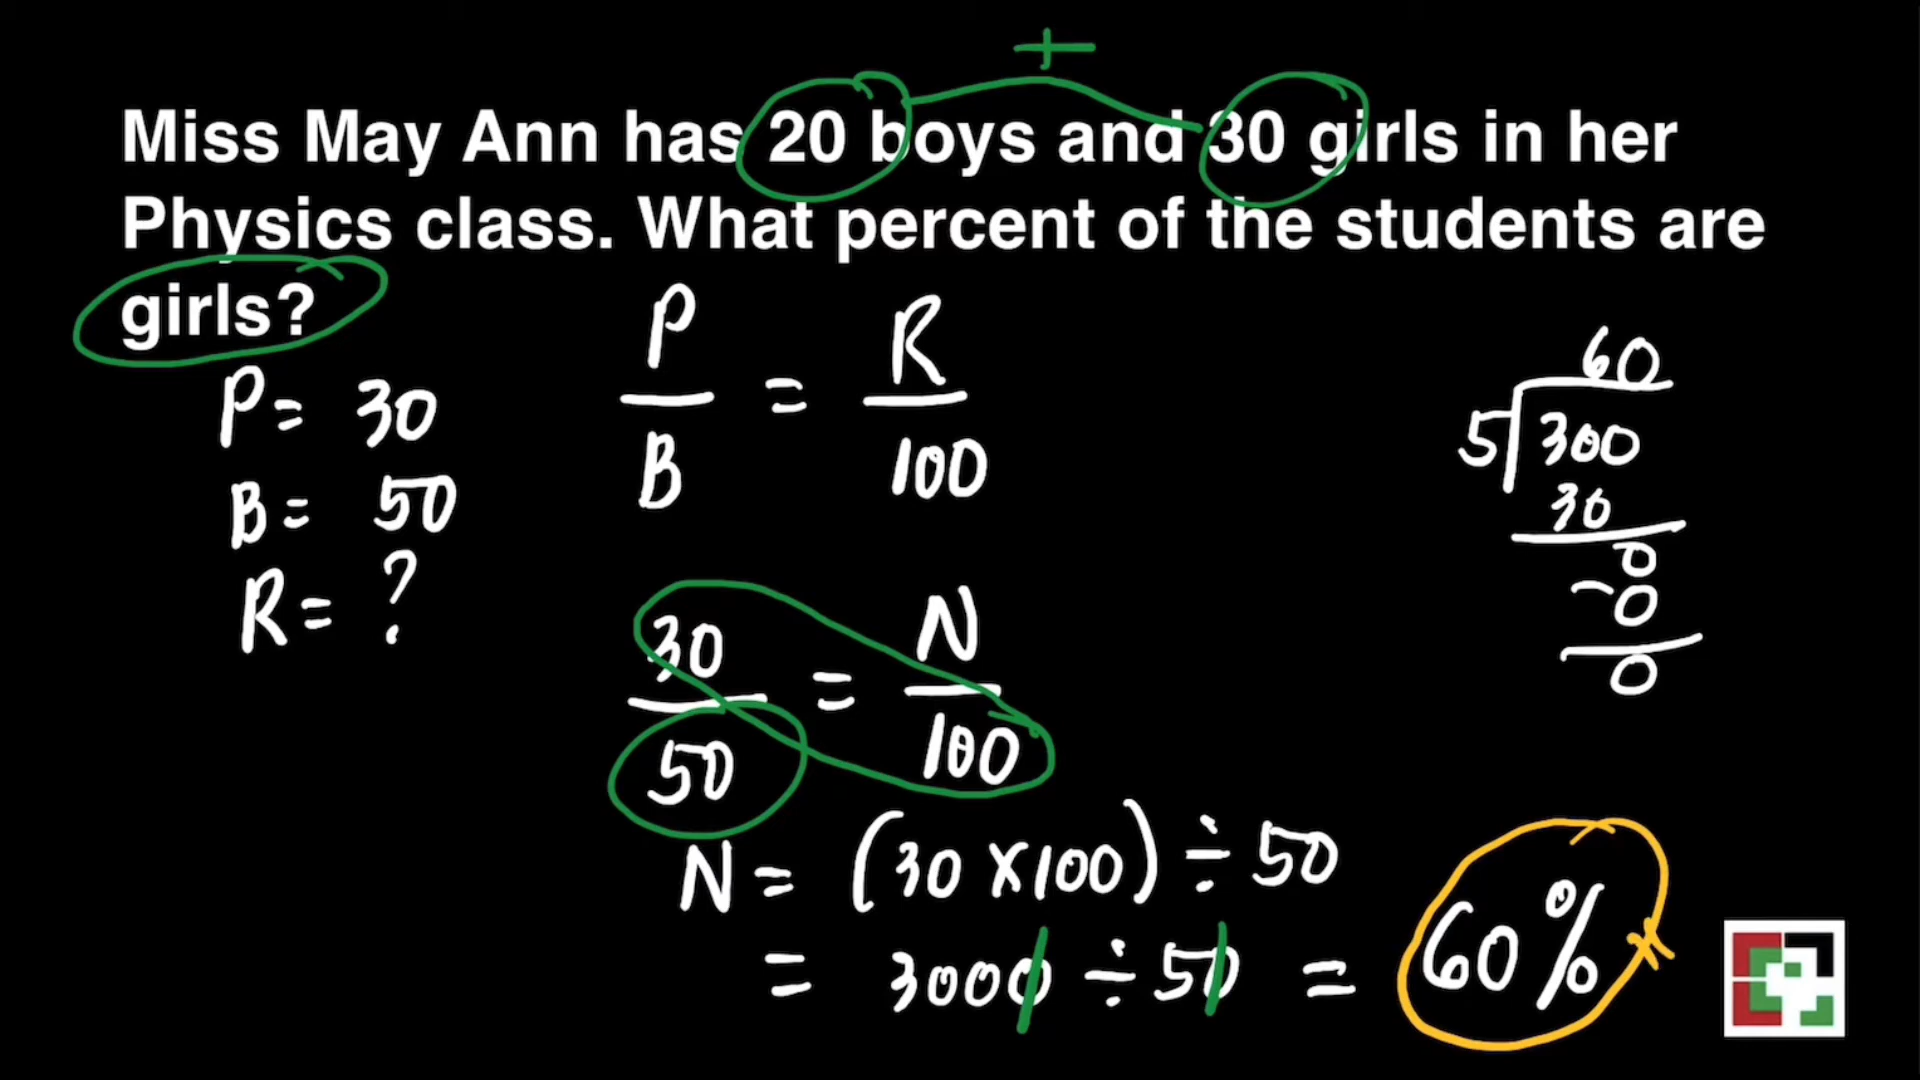 +
Miss May Ann has 20 boys and 30 girls in her
Physics class. What percent of the students are
girls?
P = 30
B = 50
R = ?
P
B
=
R
100
30
50
=
N
100
N = (30 x 100) ÷ 50
= 3000 ÷ 50 = 60%
60
5 300
30
0
-0
0